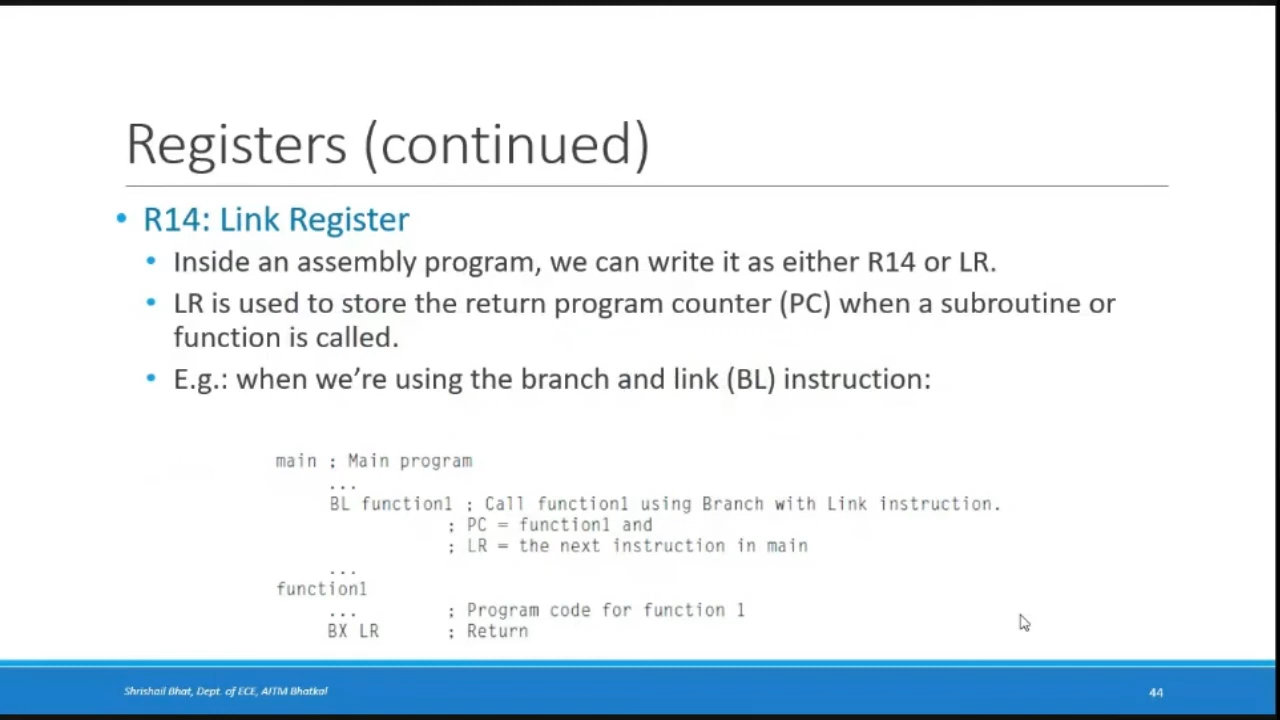 Registers (continued)
• R14: Link Register
• Inside an assembly program, we can write it as either R14 or LR.
• LR is used to store the return program counter (PC) when a subroutine or
function is called.
• E.g.: when we’re using the branch and link (BL) instruction:
main ; Main program
...
BL function1 ; Call function1 using Branch with Link instruction.
; PC = function1 and
; LR = the next instruction in main
...
function1
... ; Program code for function 1
BX LR ; Return
Shrishail Bhat, Dept. of ECE, AITM Bhatkal
44